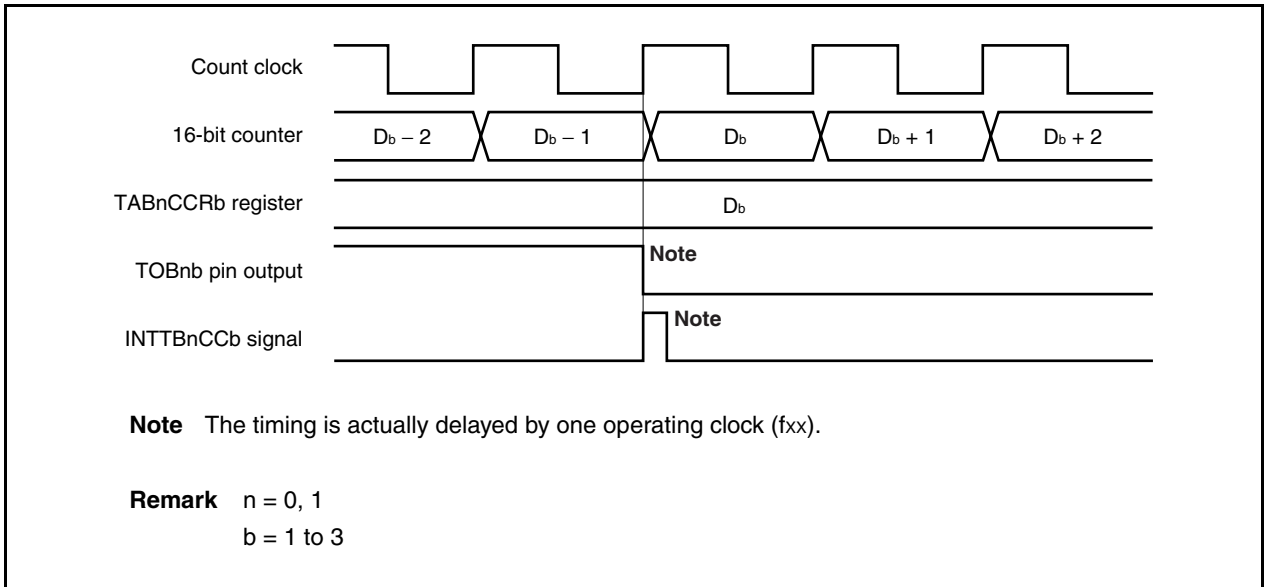 Count clock
16-bit counter Db − 2 Db − 1 Db Db + 1 Db + 2
TABnCCRb register Db
TOBnb pin output Note
INTTBnCCb signal Note
Note The timing is actually delayed by one operating clock (fxx).
Remark n = 0, 1
b = 1 to 3